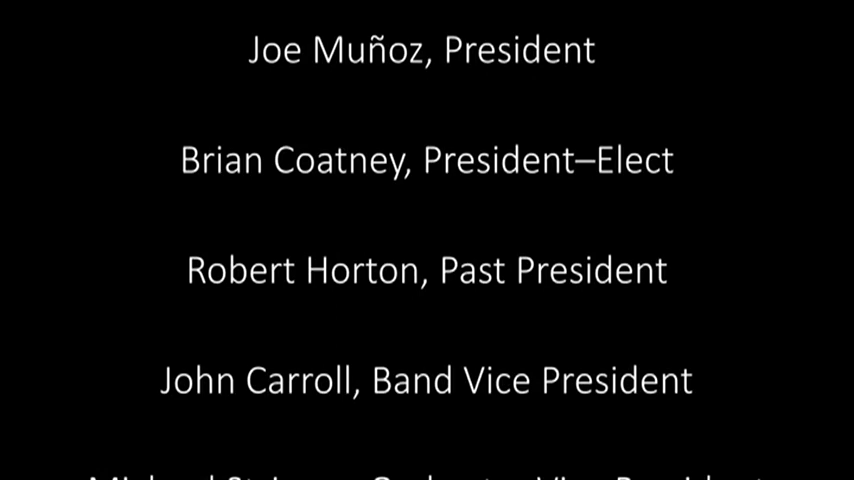 Joe Muñoz, President
Brian Coatney, President–Elect
Robert Horton, Past President
John Carroll, Band Vice President